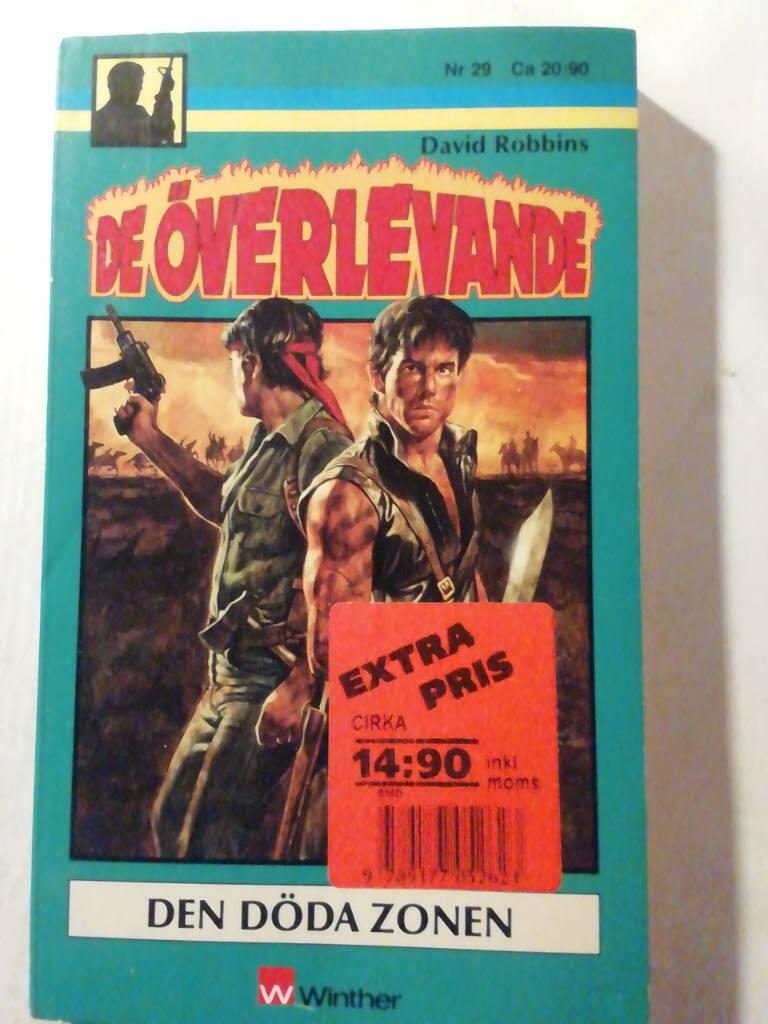 Nr 29 Ca 20:90
David Robbins
DE ÖVERLEVANDE
EXTRA
PRIS
CIRKA
14:90 inkl
moms
SMD
DEN DÖDA ZONEN
W Winther